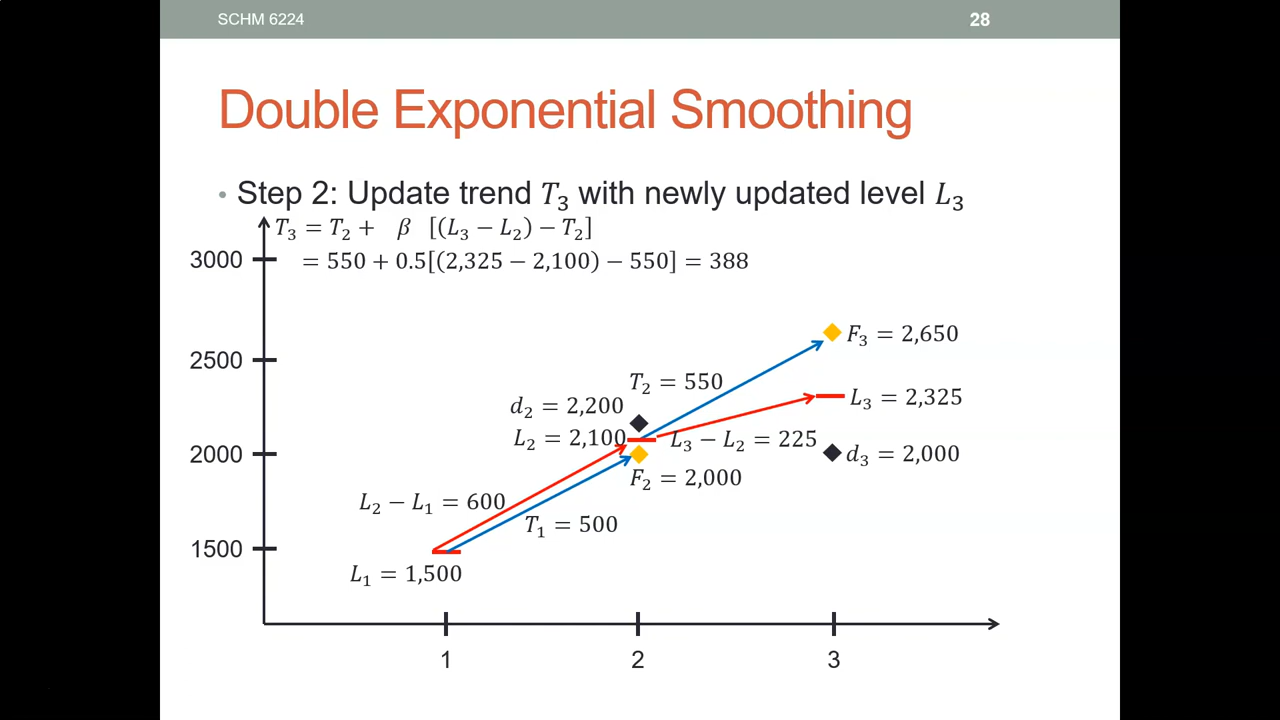 SCHM 6224
28
Double Exponential Smoothing
• Step 2: Update trend T₃ with newly updated level L₃
T₃ = T₂ + β [(L₃ − L₂) − T₂]
3000
= 550 + 0.5[(2,325 − 2,100) − 550] = 388
F₃ = 2,650
2500
T₂ = 550
d₂ = 2,200
L₃ = 2,325
L₂ = 2,100
L₃ − L₂ = 225
2000
d₃ = 2,000
F₂ = 2,000
L₂ − L₁ = 600
T₁ = 500
1500
L₁ = 1,500
1 2 3